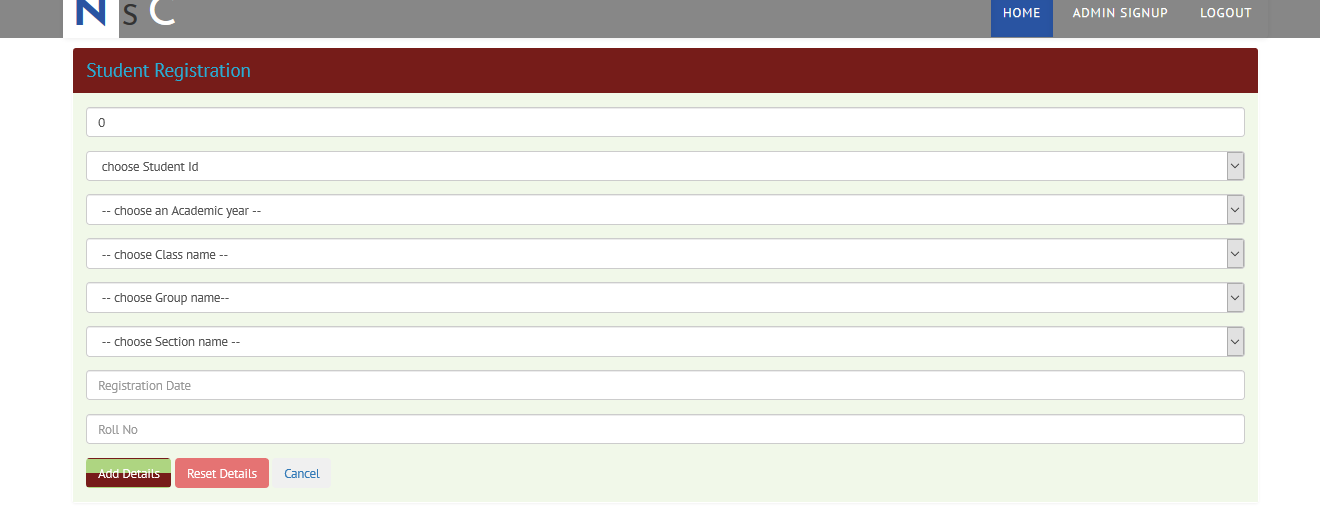 N s C
HOME ADMIN SIGNUP LOGOUT
Student Registration
0
choose Student Id
-- choose an Academic year --
-- choose Class name --
-- choose Group name--
-- choose Section name --
Registration Date
Roll No
Add Details Reset Details Cancel